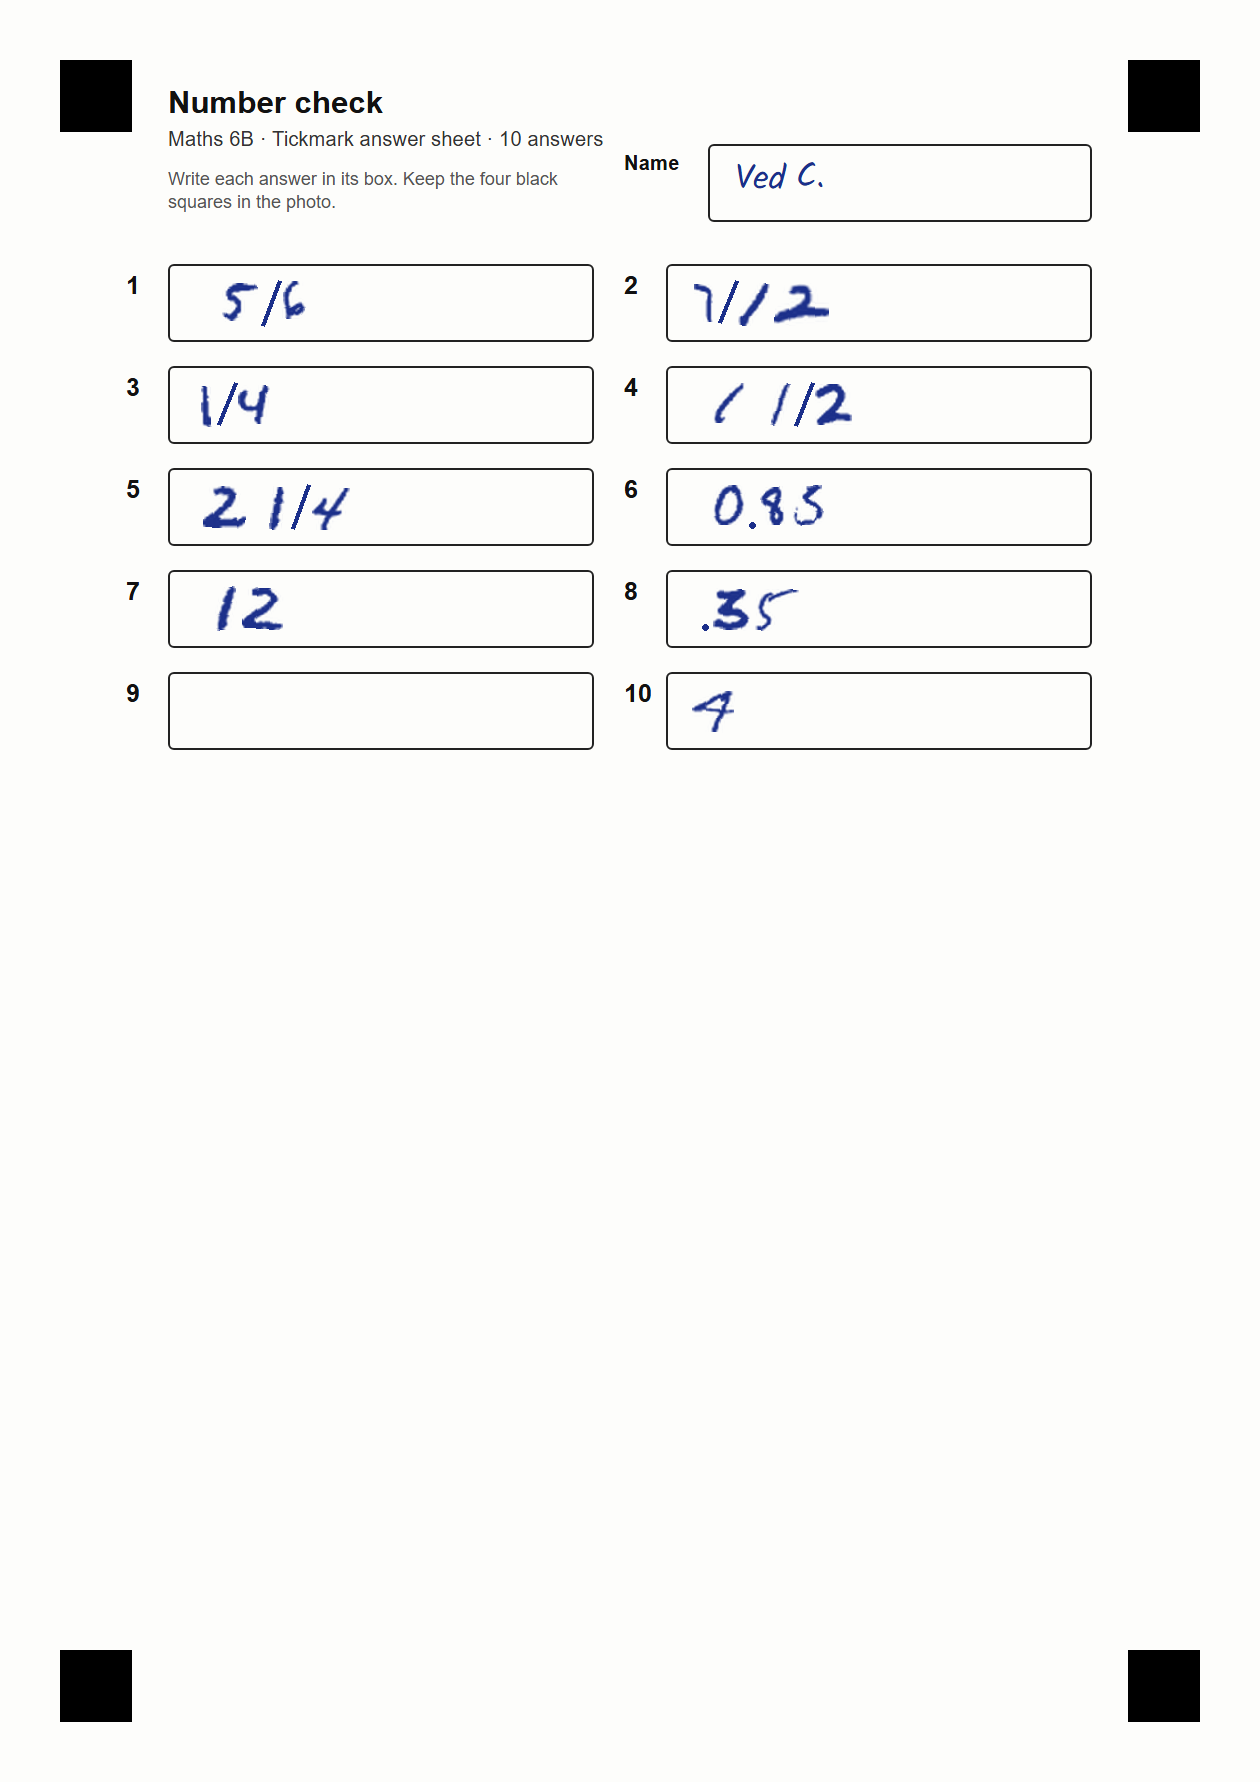 Number check
Maths 6B · Tickmark answer sheet · 10 answers
Write each answer in its box. Keep the four black
squares in the photo.
Name Ved C.
1 5/6
2 7/12
3 1/4
4 1 1/2
5 2 1/4
6 0.85
7 12
8 .35
9
10 4